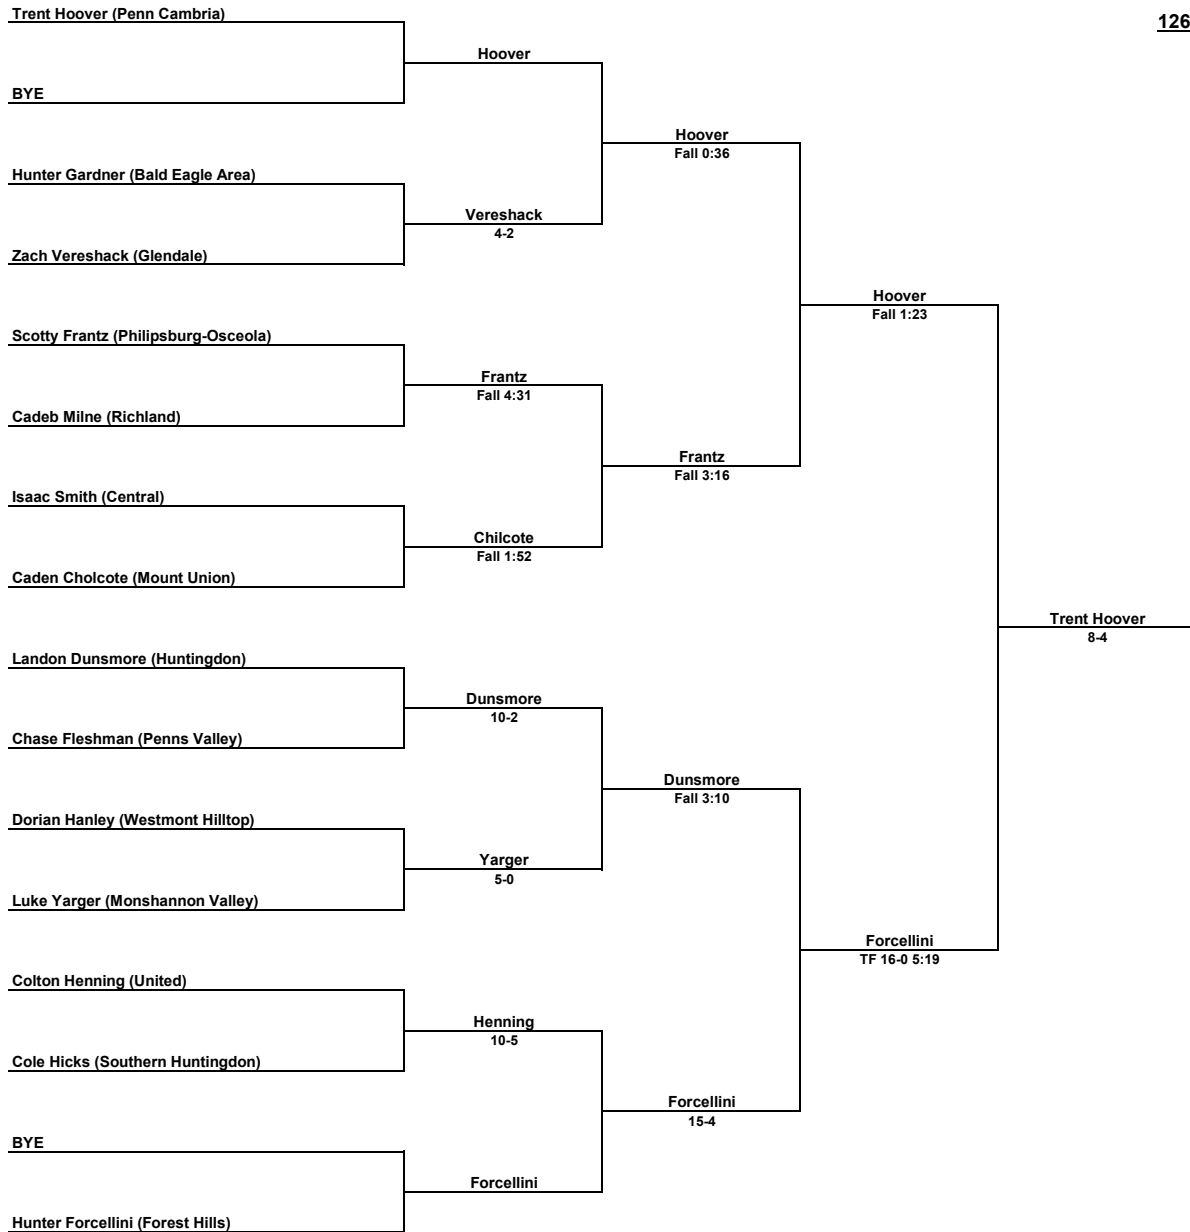 Trent Hoover (Penn Cambria)
126
Hoover
BYE
Hoover
Fall 0:36
Hunter Gardner (Bald Eagle Area)
Vereshack
4-2
Zach Vereshack (Glendale)
Hoover
Fall 1:23
Scotty Frantz (Philipsburg-Osceola)
Frantz
Fall 4:31
Cadeb Milne (Richland)
Frantz
Fall 3:16
Isaac Smith (Central)
Chilcote
Fall 1:52
Caden Cholcote (Mount Union)
Trent Hoover
8-4
Landon Dunsmore (Huntingdon)
Dunsmore
10-2
Chase Fleshman (Penns Valley)
Dunsmore
Fall 3:10
Dorian Hanley (Westmont Hilltop)
Yarger
5-0
Luke Yarger (Monshannon Valley)
Forcellini
TF 16-0 5:19
Colton Henning (United)
Henning
10-5
Cole Hicks (Southern Huntingdon)
Forcellini
15-4
BYE
Forcellini
Hunter Forcellini (Forest Hills)